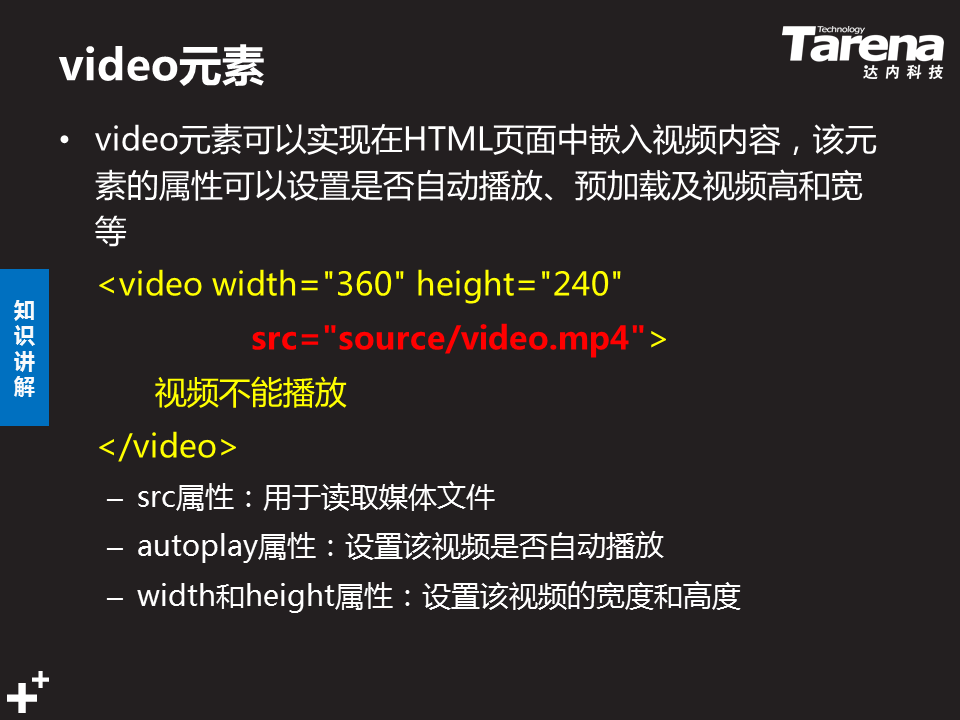 video元素
Technology
Tarena
达内科技
• video元素可以实现在HTML页面中嵌入视频内容，该元
素的属性可以设置是否自动播放、预加载及视频高和宽
等
<video width="360" height="240"
src="source/video.mp4">
视频不能播放
</video>
知识讲解
– src属性：用于读取媒体文件
– autoplay属性：设置该视频是否自动播放
– width和height属性：设置该视频的宽度和高度